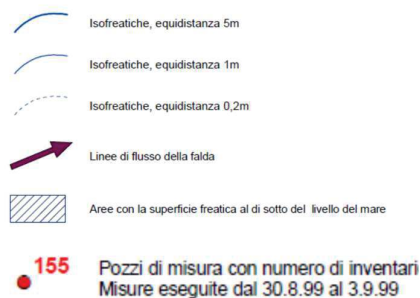 Isofreatiche, equidistanza 5m
Isofreatiche, equidistanza 1m
Isofreatiche, equidistanza 0,2m
Linee di flusso della falda
Aree con la superficie freatica al di sotto del livello del mare
155 Pozzi di misura con numero di inventari
Misure eseguite dal 30.8.99 al 3.9.99